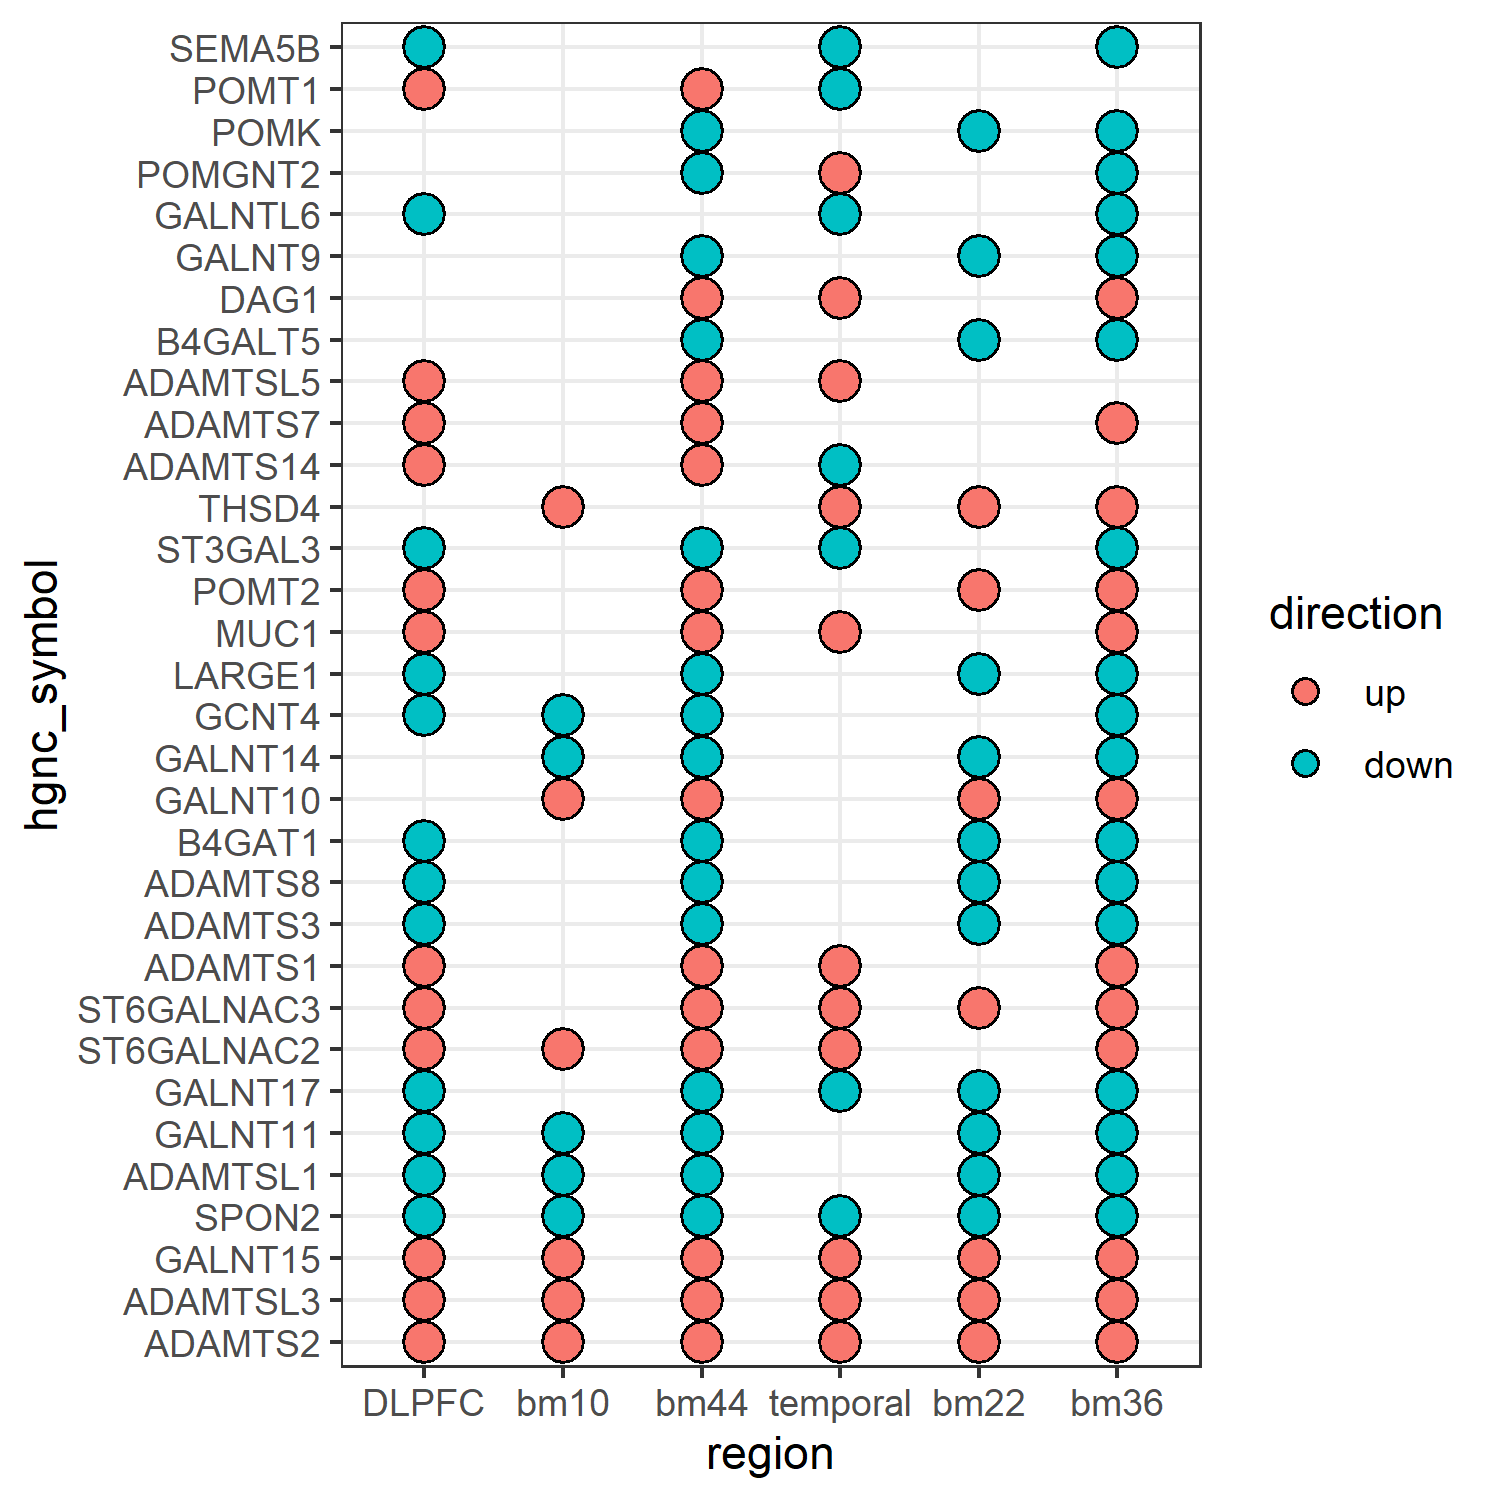 SEMA5B
POMT1
POMK
POMGNT2
GALNTL6
GALNT9
DAG1
B4GALT5
ADAMTSL5
ADAMTS7
ADAMTS14
THSD4
ST3GAL3
POMT2
MUC1
LARGE1
GCNT4
GALNT14
GALNT10
B4GAT1
ADAMTS8
ADAMTS3
ADAMTS1
ST6GALNAC3
ST6GALNAC2
GALNT17
GALNT11
ADAMTSL1
SPON2
GALNT15
ADAMTSL3
ADAMTS2
hgnc_symbol
DLPFC bm10 bm44 temporal bm22 bm36
region
direction
up
down